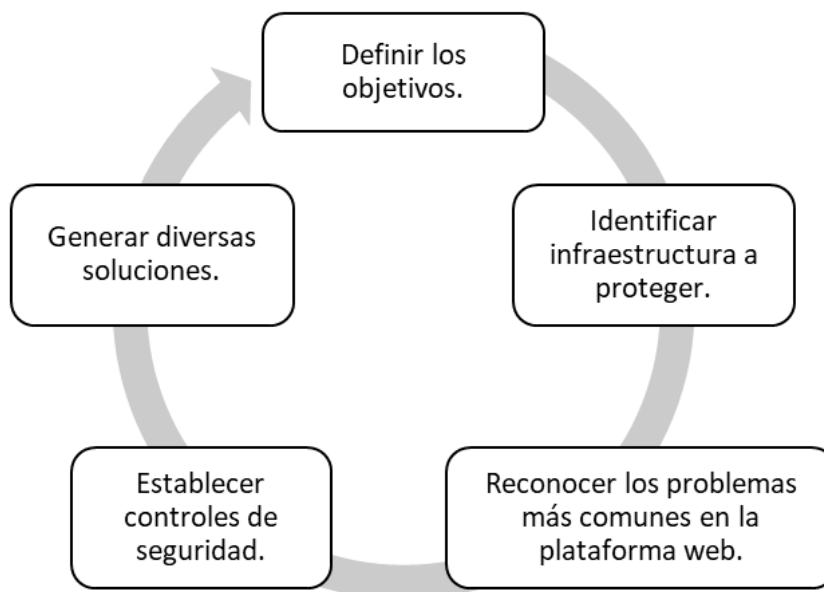 Definir los
objetivos.
Identificar
infraestructura a
proteger.
Reconocer los problemas
más comunes en la
plataforma web.
Establecer
controles de
seguridad.
Generar diversas
soluciones.